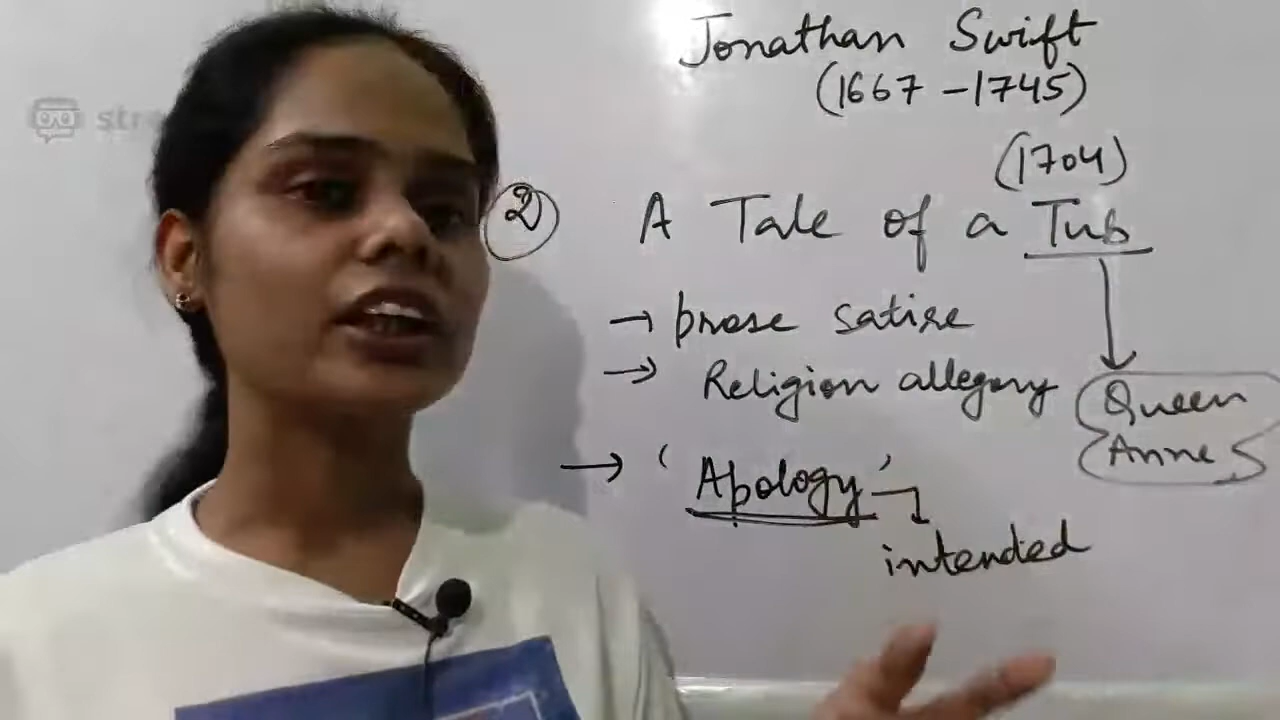 Jonathan Swift
(1667-1745)
(1704)
② A Tale of a Tub
→ prose satire
→ Religion allegory
Queen
Anne
→ 'Apology'
intended